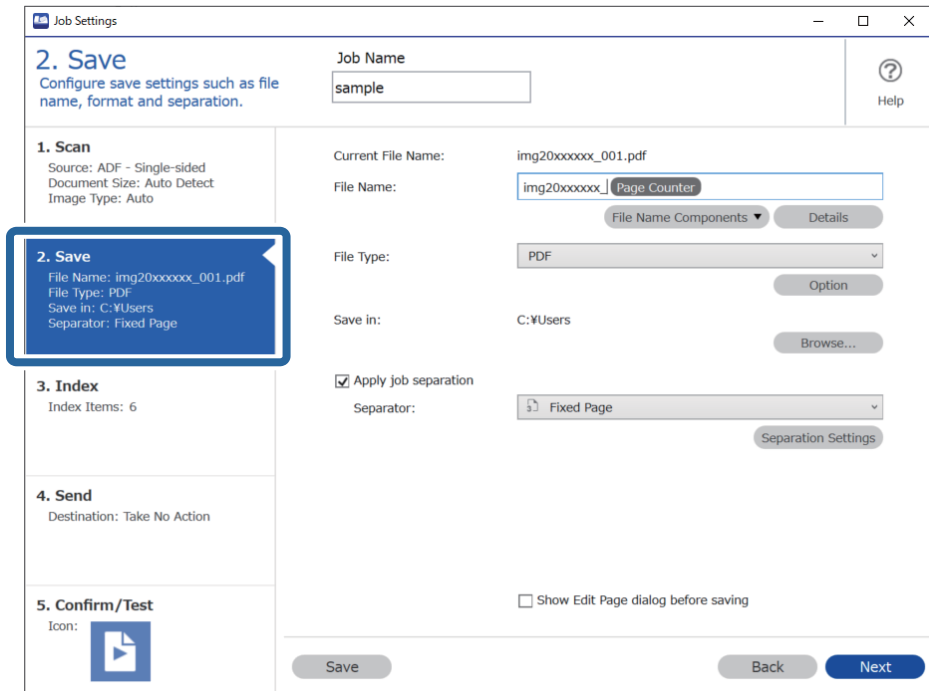 Job Settings
2. Save
Configure save settings such as file
name, format and separation.
Job Name
sample
Help
1. Scan
Source: ADF - Single-sided
Document Size: Auto Detect
Image Type: Auto
2. Save
File Name: img20xxxxxx_001.pdf
File Type: PDF
Save in: C:¥Users
Separator: Fixed Page
3. Index
Index Items: 6
4. Send
Destination: Take No Action
5. Confirm/Test
Icon:
Current File Name: img20xxxxxx_001.pdf
File Name: img20xxxxxx_ Page Counter
File Name Components ▼ Details
File Type: PDF
Option
Save in: C:¥Users
Browse...
Apply job separation
Separator: Fixed Page
Separation Settings
Show Edit Page dialog before saving
Save Back Next